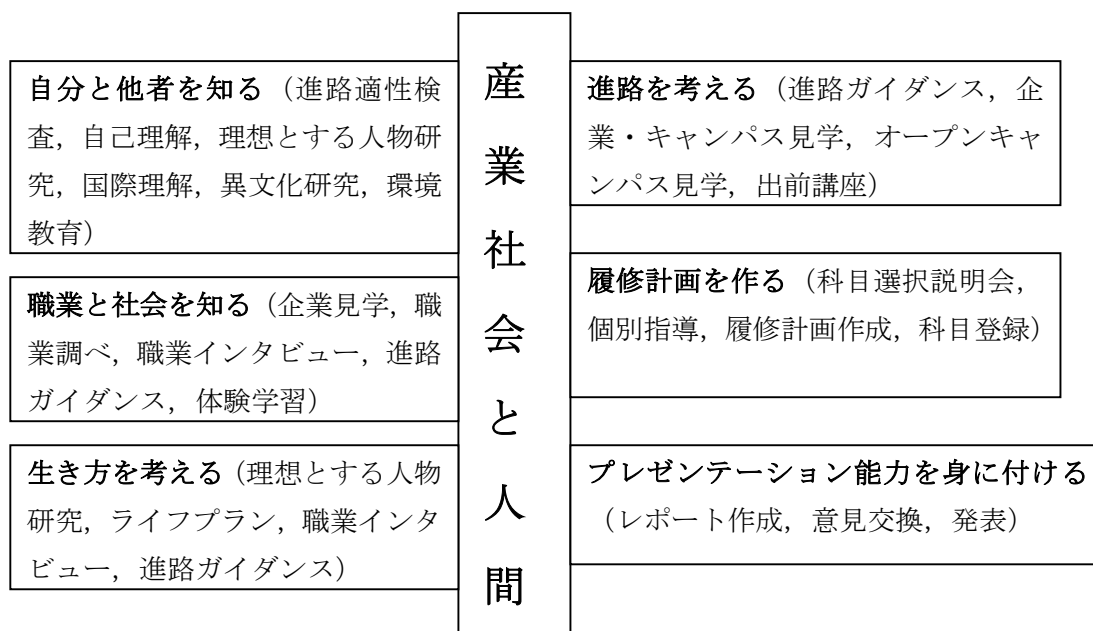 自分と他者を知る（進路適性検
査，自己理解，理想とする人物研
究，国際理解，異文化研究，環境
教育）
職業と社会を知る（企業見学，職
業調べ，職業インタビュー，進路
ガイダンス，体験学習）
生き方を考える（理想とする人物
研究，ライフプラン，職業インタ
ビュー，進路ガイダンス）
産業社会と人間
進路を考える（進路ガイダンス，企
業・キャンパス見学，オープンキャ
ンパス見学，出前講座）
履修計画を作る（科目選択説明会，
個別指導，履修計画作成，科目登録）
プレゼンテーション能力を身に付ける
（レポート作成，意見交換，発表）